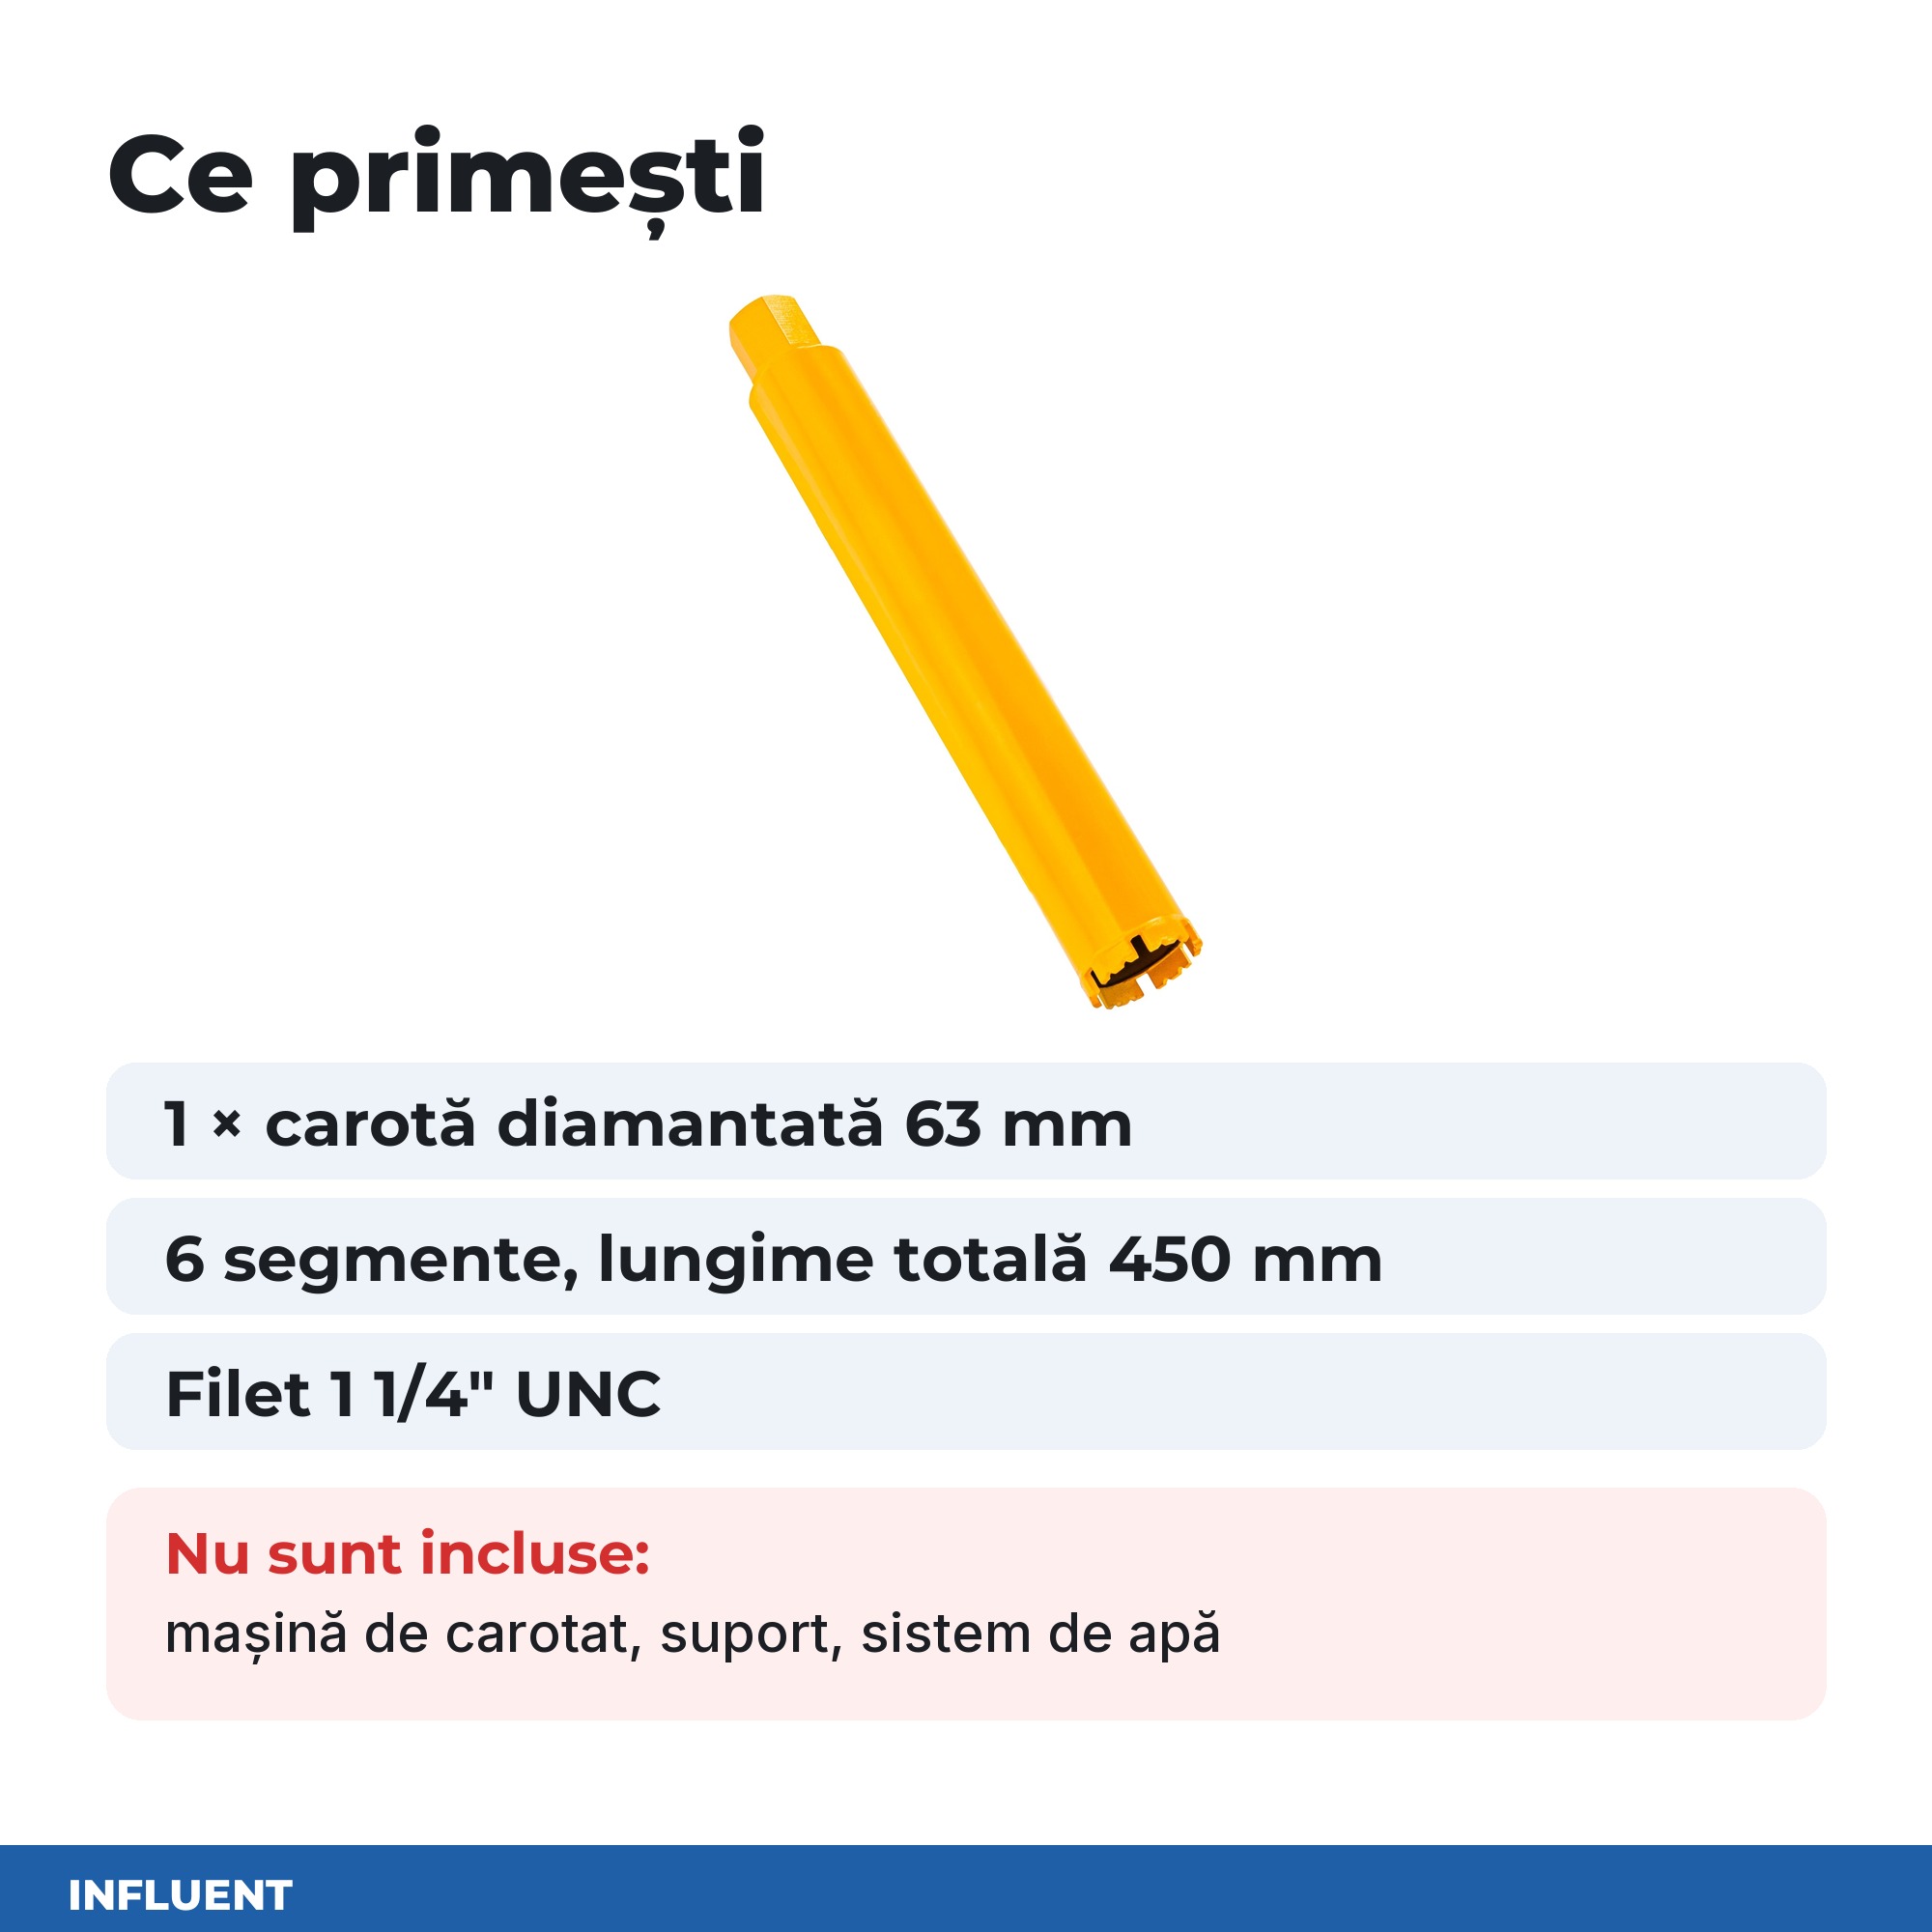 Ce primești
1 × carotă diamantată 63 mm
6 segmente, lungime totală 450 mm
Filet 1 1/4" UNC
Nu sunt incluse:
mașină de carotat, suport, sistem de apă
INFLUENT